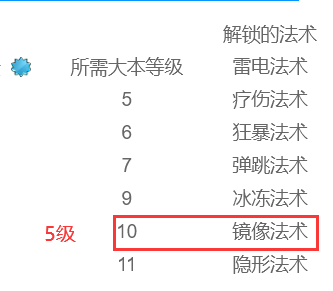 解锁的法术
所需大本等级 雷电法术
5 疗伤法术
6 狂暴法术
7 弹跳法术
9 冰冻法术
5级 10 镜像法术
11 隐形法术